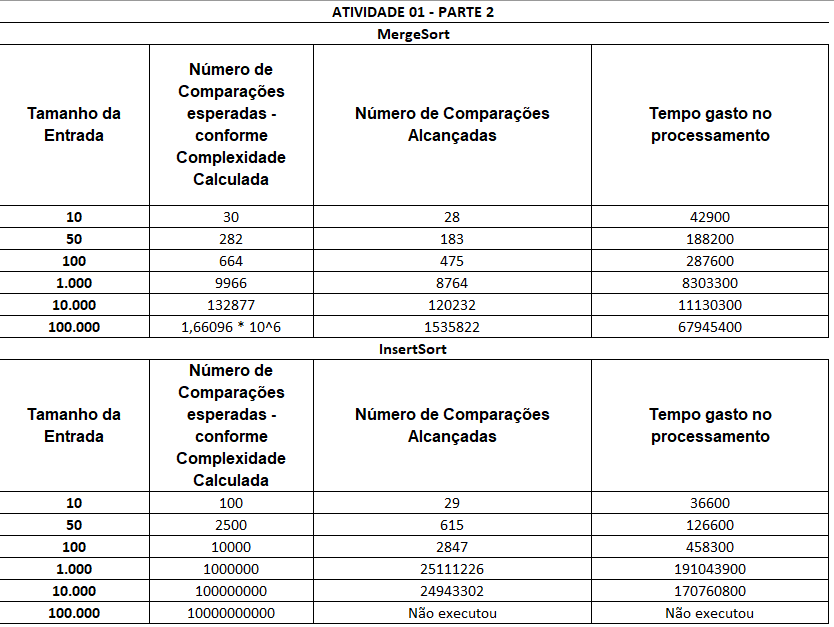 ATIVIDADE 01 - PARTE 2
MergeSort
Tamanho da
Entrada
Número de
Comparações
esperadas -
conforme
Complexidade
Calculada
Número de Comparações
Alcançadas
Tempo gasto no
processamento
10 30 28 42900
50 282 183 188200
100 664 475 287600
1.000 9966 8764 8303300
10.000 132877 120232 11130300
100.000 1,66096 * 10^6 1535822 67945400
InsertSort
Tamanho da
Entrada
Número de
Comparações
esperadas -
conforme
Complexidade
Calculada
Número de Comparações
Alcançadas
Tempo gasto no
processamento
10 100 29 36600
50 2500 615 126600
100 10000 2847 458300
1.000 1000000 25111226 191043900
10.000 100000000 24943302 170760800
100.000 10000000000 Não executou Não executou